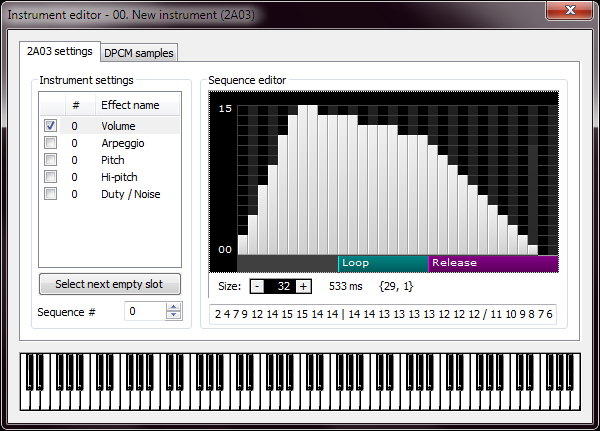 Instrument editor - 00. New instrument (2A03)
2A03 settings DPCM samples
Instrument settings
# Effect name
0 Volume
0 Arpeggio
0 Pitch
0 Hi-pitch
0 Duty / Noise
Select next empty slot
Sequence # 0
Sequence editor
15
00
Loop Release
Size: - 32 + 533 ms {29, 1}
2 4 7 9 12 14 15 15 14 14 | 14 14 13 13 13 13 12 12 12 / 11 10 9 8 7 6